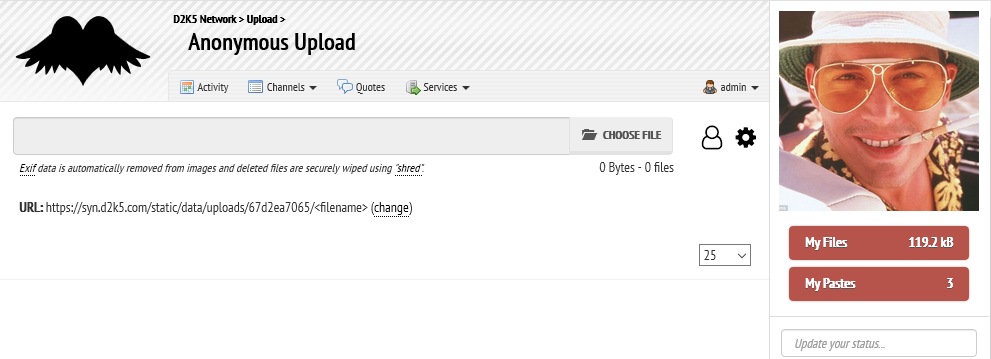 D2K5 Network > Upload >
Anonymous Upload
Activity
Channels
Quotes
Services
admin
CHOOSE FILE
Exif data is automatically removed from images and deleted files are securely wiped using "shred".
0 Bytes - 0 files
URL: https://syn.d2k5.com/static/data/uploads/67d2ea7065/<filename> (change)
25
My Files 119.2 kB
My Pastes 3
Update your status...